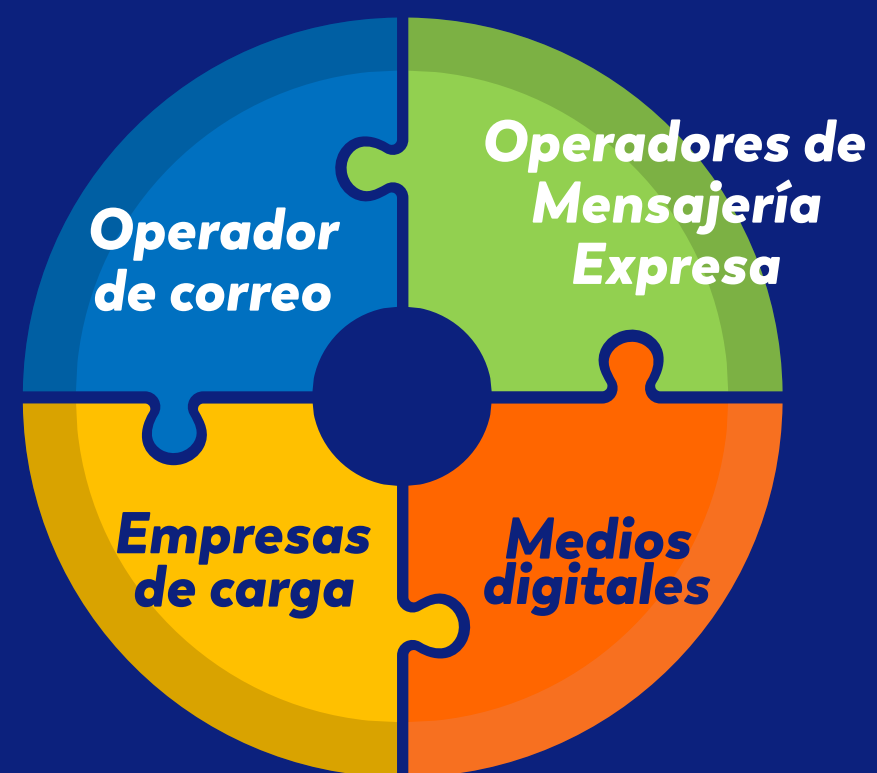 Operador
de correo
Operadores de
Mensajería
Expresa
Empresas
de carga
Medios
digitales